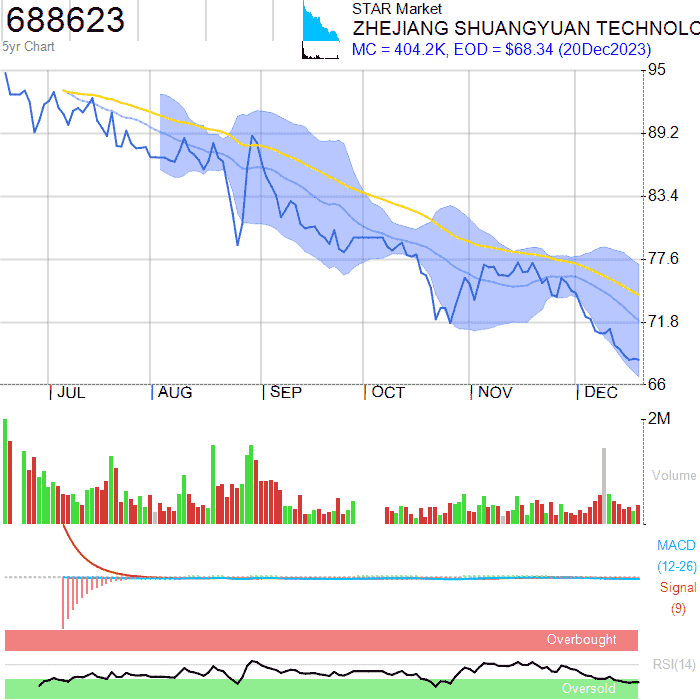 688623
STAR Market
ZHEJIANG SHUANGYUAN TECHNOLO
5yr Chart
MC = 404.2K, EOD = $68.34 (20Dec2023)
95
89.2
83.4
77.6
71.8
66
JUL
AUG
SEP
OCT
NOV
DEC
2M
Volume
MACD
(12-26)
Signal
(9)
Overbought
RSI(14)
Oversold